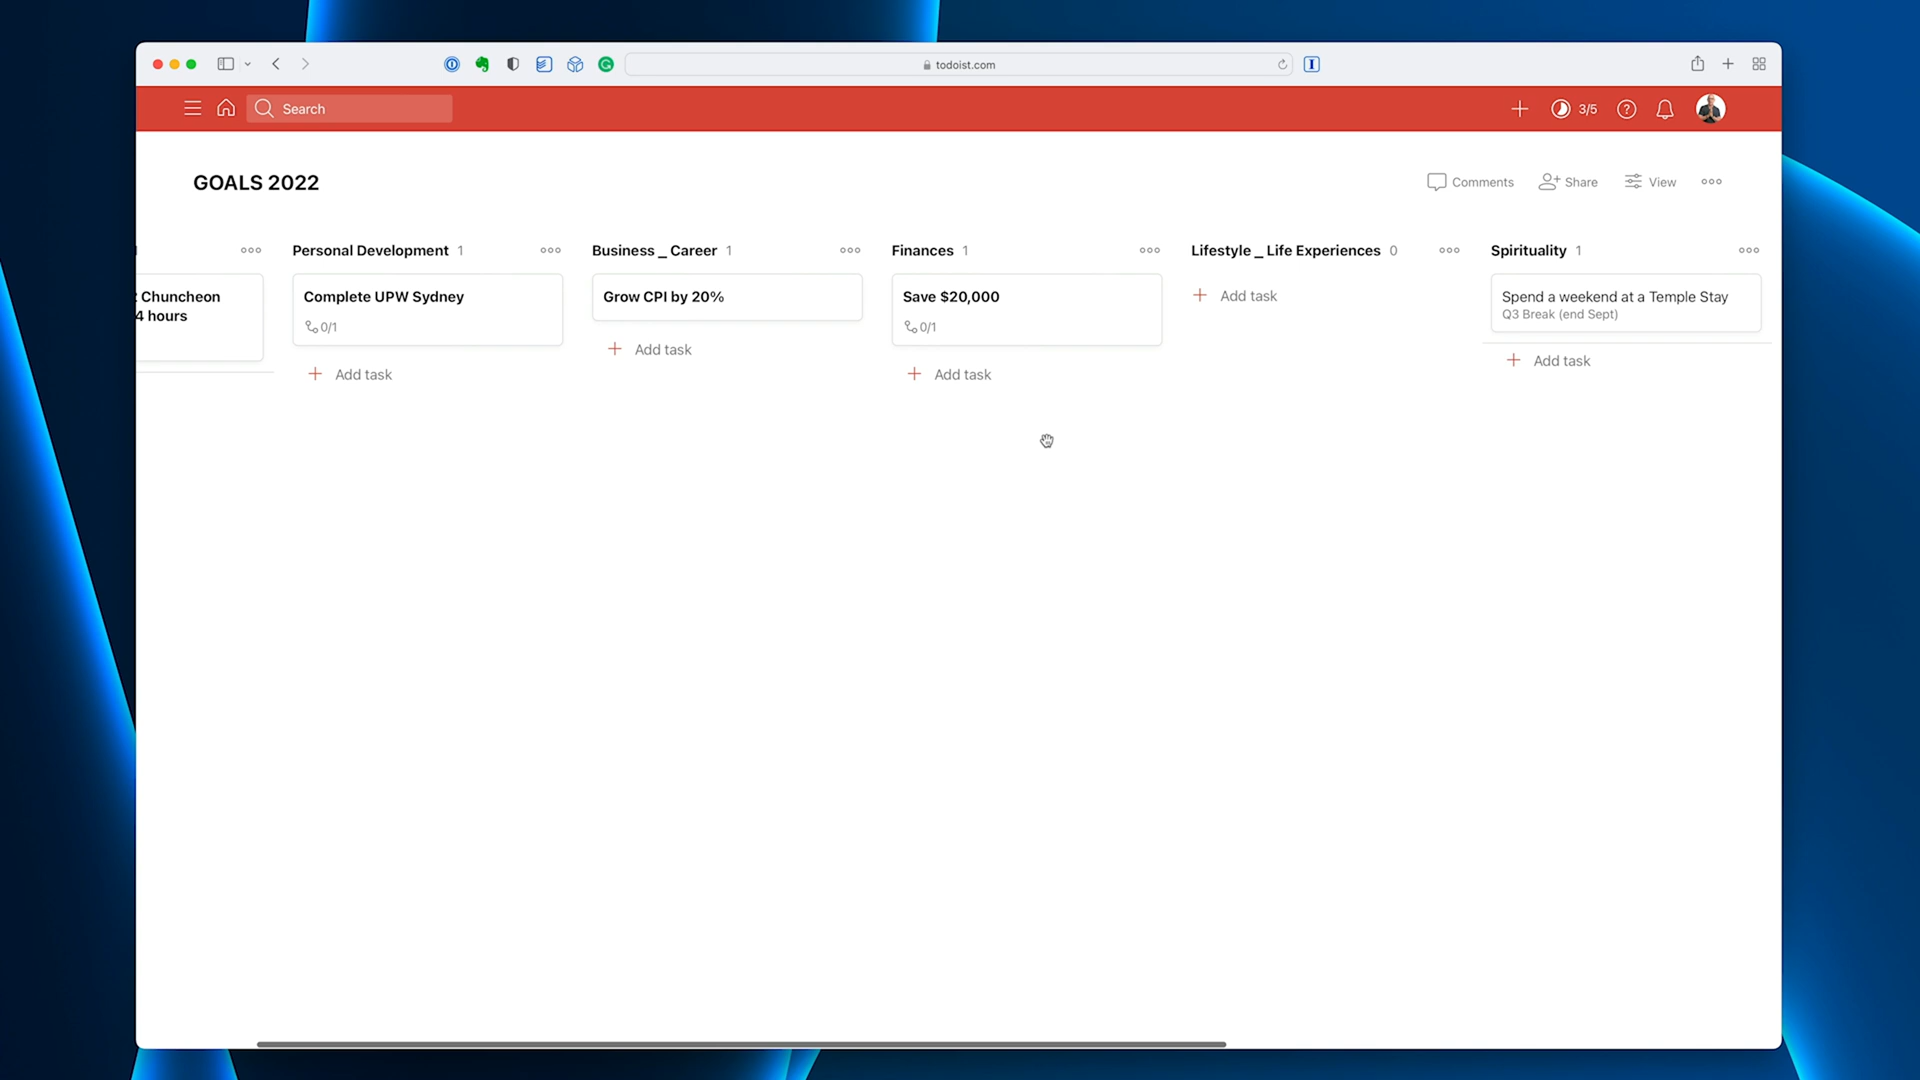 todoist.com
Search
3/5
GOALS 2022
Comments
Share
View
1
Chuncheon
4 hours
Personal Development 1
Complete UPW Sydney
0/1
Add task
Business _ Career 1
Grow CPI by 20%
Add task
Finances 1
Save $20,000
0/1
Add task
Lifestyle _ Life Experiences 0
Add task
Spirituality 1
Spend a weekend at a Temple Stay
Q3 Break (end Sept)
Add task